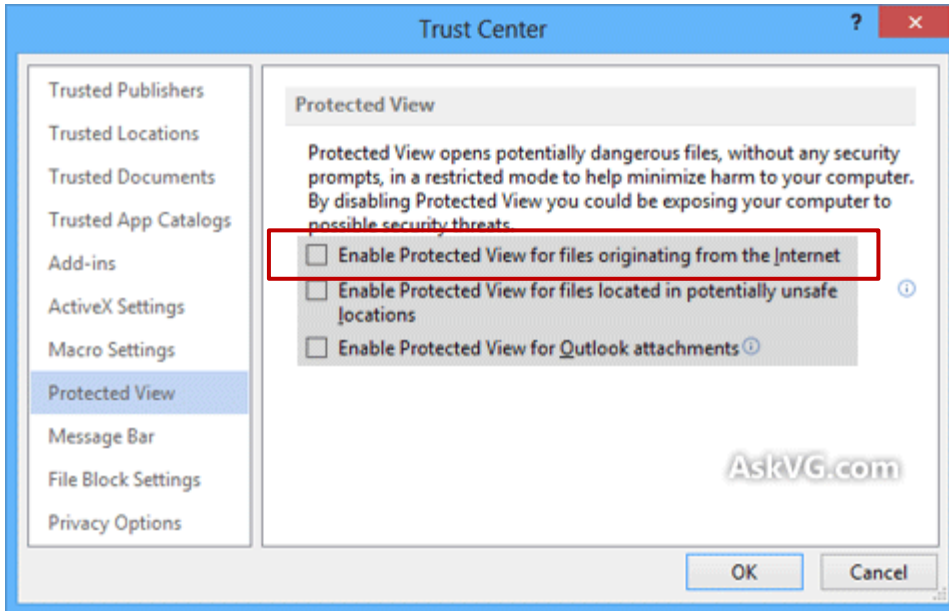 Trust Center
?
Trusted Publishers
Trusted Locations
Trusted Documents
Trusted App Catalogs
Add-ins
ActiveX Settings
Macro Settings
Protected View
Message Bar
File Block Settings
Privacy Options
Protected View
Protected View opens potentially dangerous files, without any security
prompts, in a restricted mode to help minimize harm to your computer.
By disabling Protected View you could be exposing your computer to
possible security threats.
Enable Protected View for files originating from the Internet
Enable Protected View for files located in potentially unsafe
locations
Enable Protected View for Outlook attachments
AskVG.com
OK
Cancel